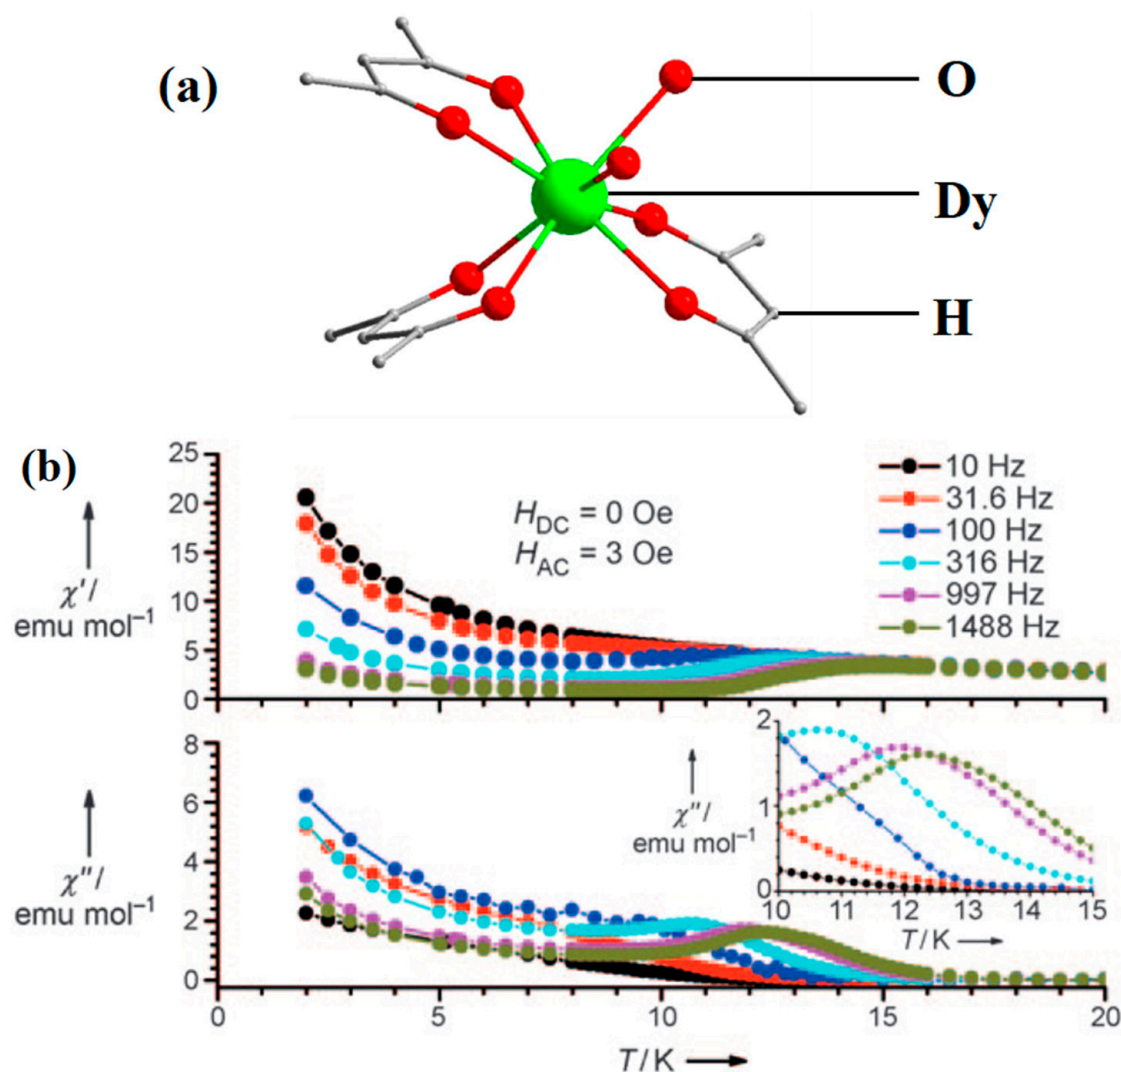 (a)
O
Dy
H
(b)
25
20
15
10
5
0
χ'/
emu mol⁻¹
H_DC = 0 Oe
H_AC = 3 Oe
10 Hz
31.6 Hz
100 Hz
316 Hz
997 Hz
1488 Hz
8
6
4
2
0
χ''/
emu mol⁻¹
2
1
0
χ''/
emu mol⁻¹
10 11 12 13 14 15
T/K
0 5 10 15 20
T/K